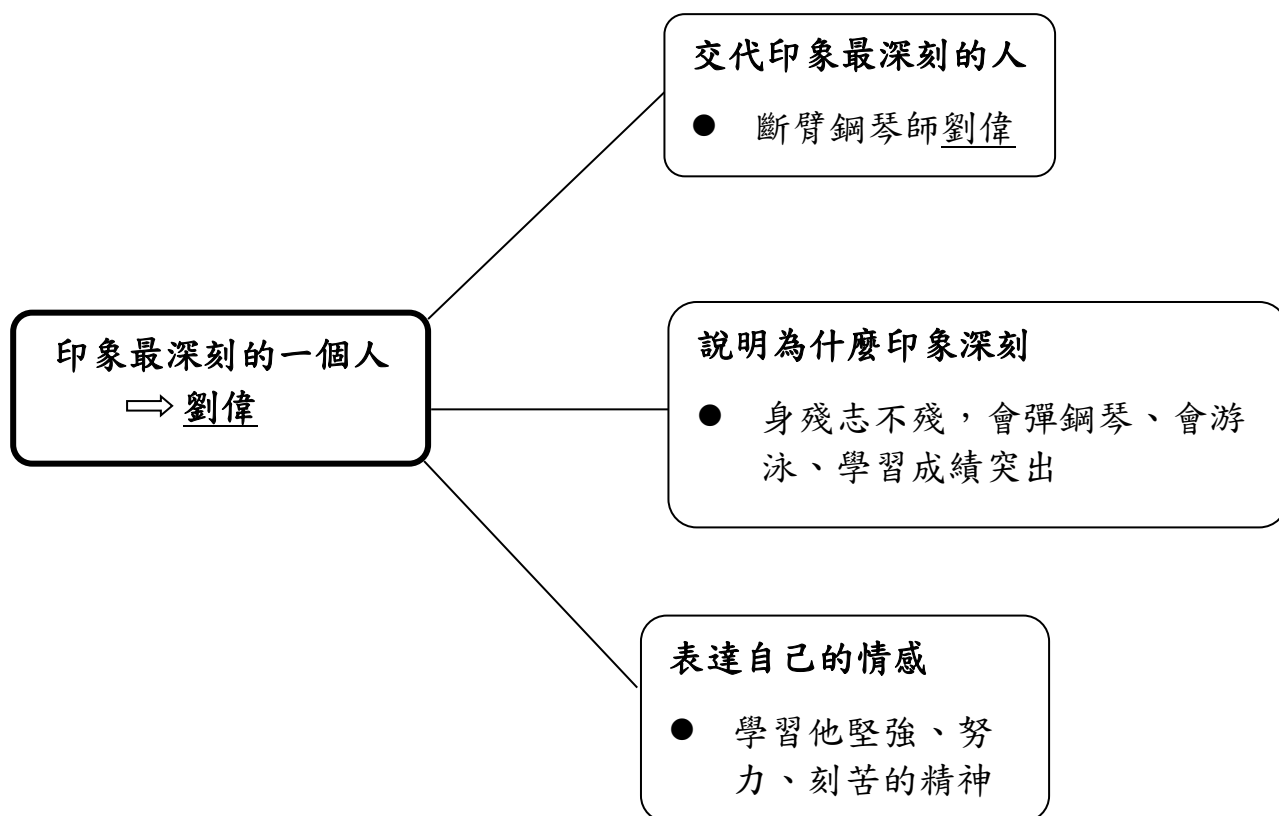 交代印象最深刻的人
● 斷臂鋼琴師劉偉
印象最深刻的一個人
⇨ 劉偉
說明為什麼印象深刻
● 身殘志不殘，會彈鋼琴、會游
泳、學習成績突出
表達自己的情感
● 學習他堅強、努
力、刻苦的精神